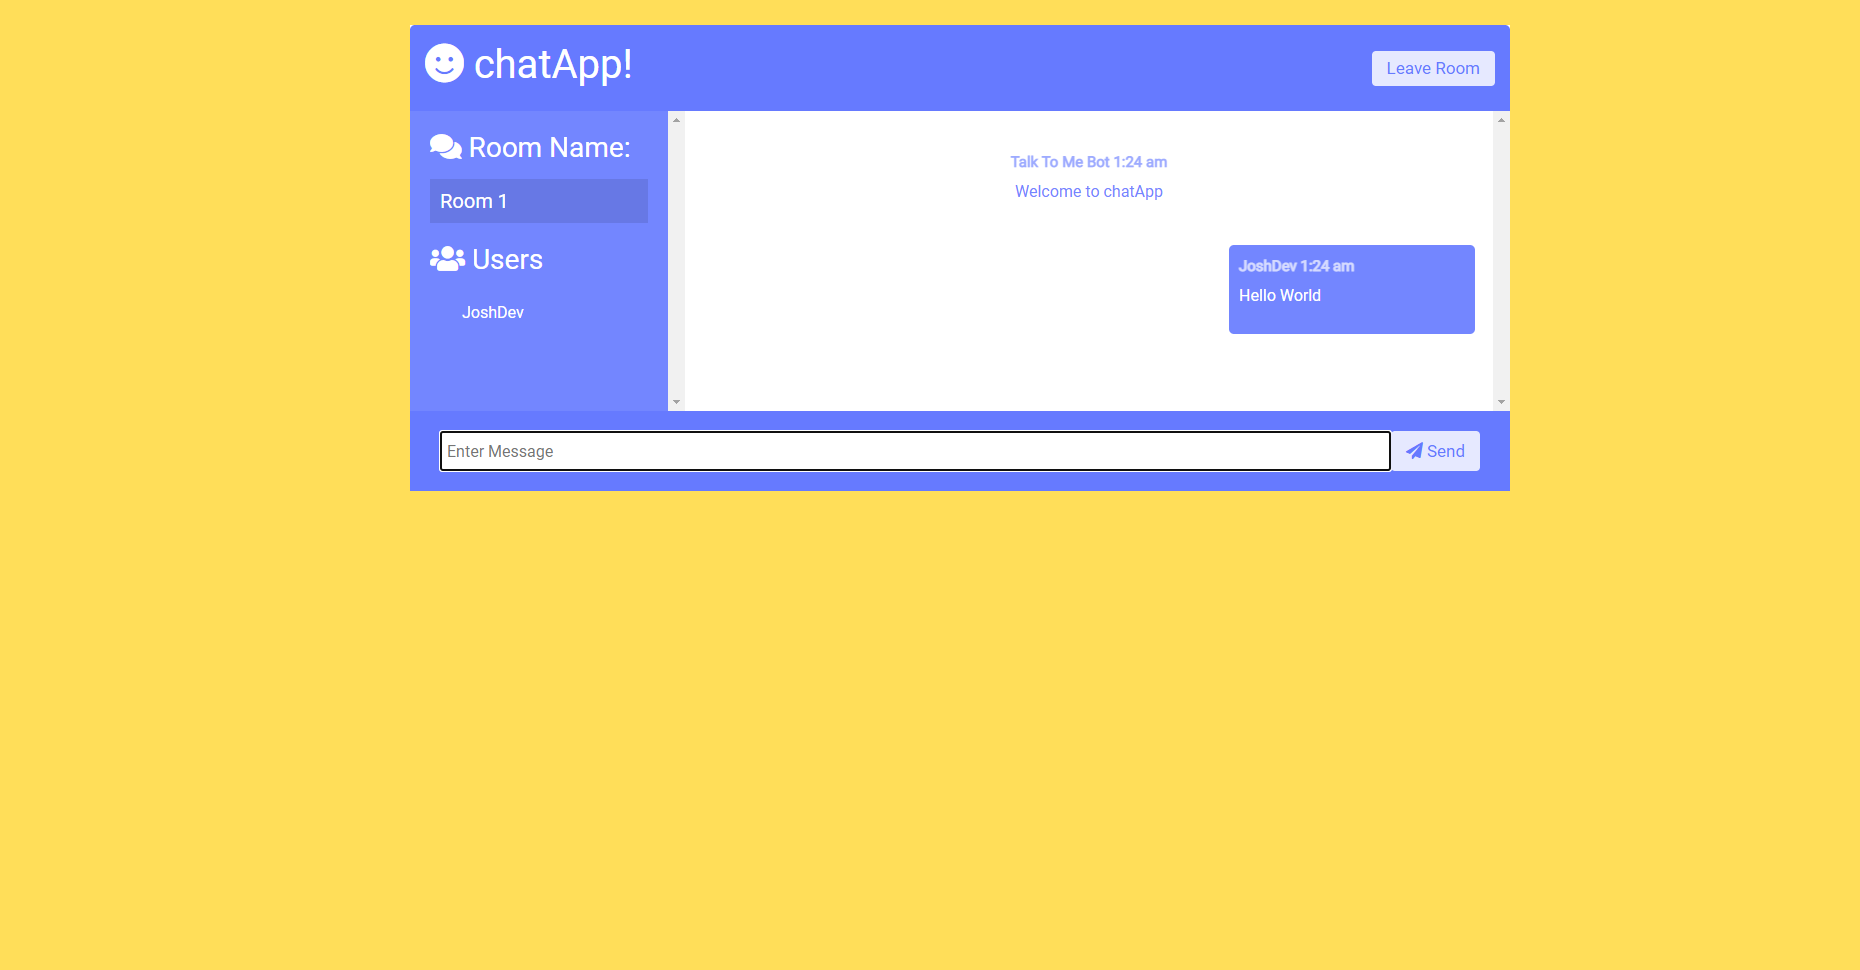 chatApp!
Leave Room
Room Name:
Room 1
Users
JoshDev
Talk To Me Bot 1:24 am
Welcome to chatApp
JoshDev 1:24 am
Hello World
Enter Message
Send